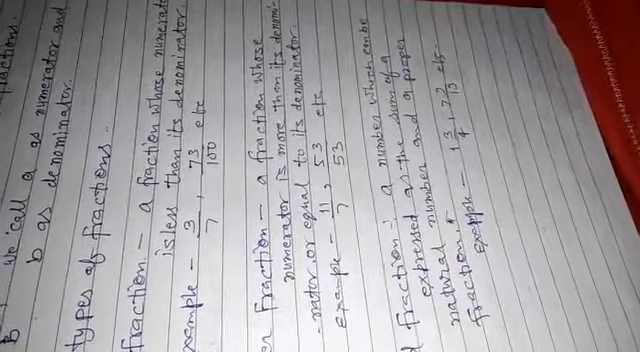 fractions.
we call a as numerator and
b as denominator.
types of fractions.
fraction. - a fraction whose numerat
is less than its denominator.
xample - 3/7 , 73/100 etc
er Fraction - a fraction whose
numerator is more than its denomi-
-nator or equal to its denominator.
example - 11/7 , 53/53 etc
d fraction : a number which can be
expressed as the sum of a
natural number and a proper
fraction.
example - 1 3/4 , 7 2/13 etc